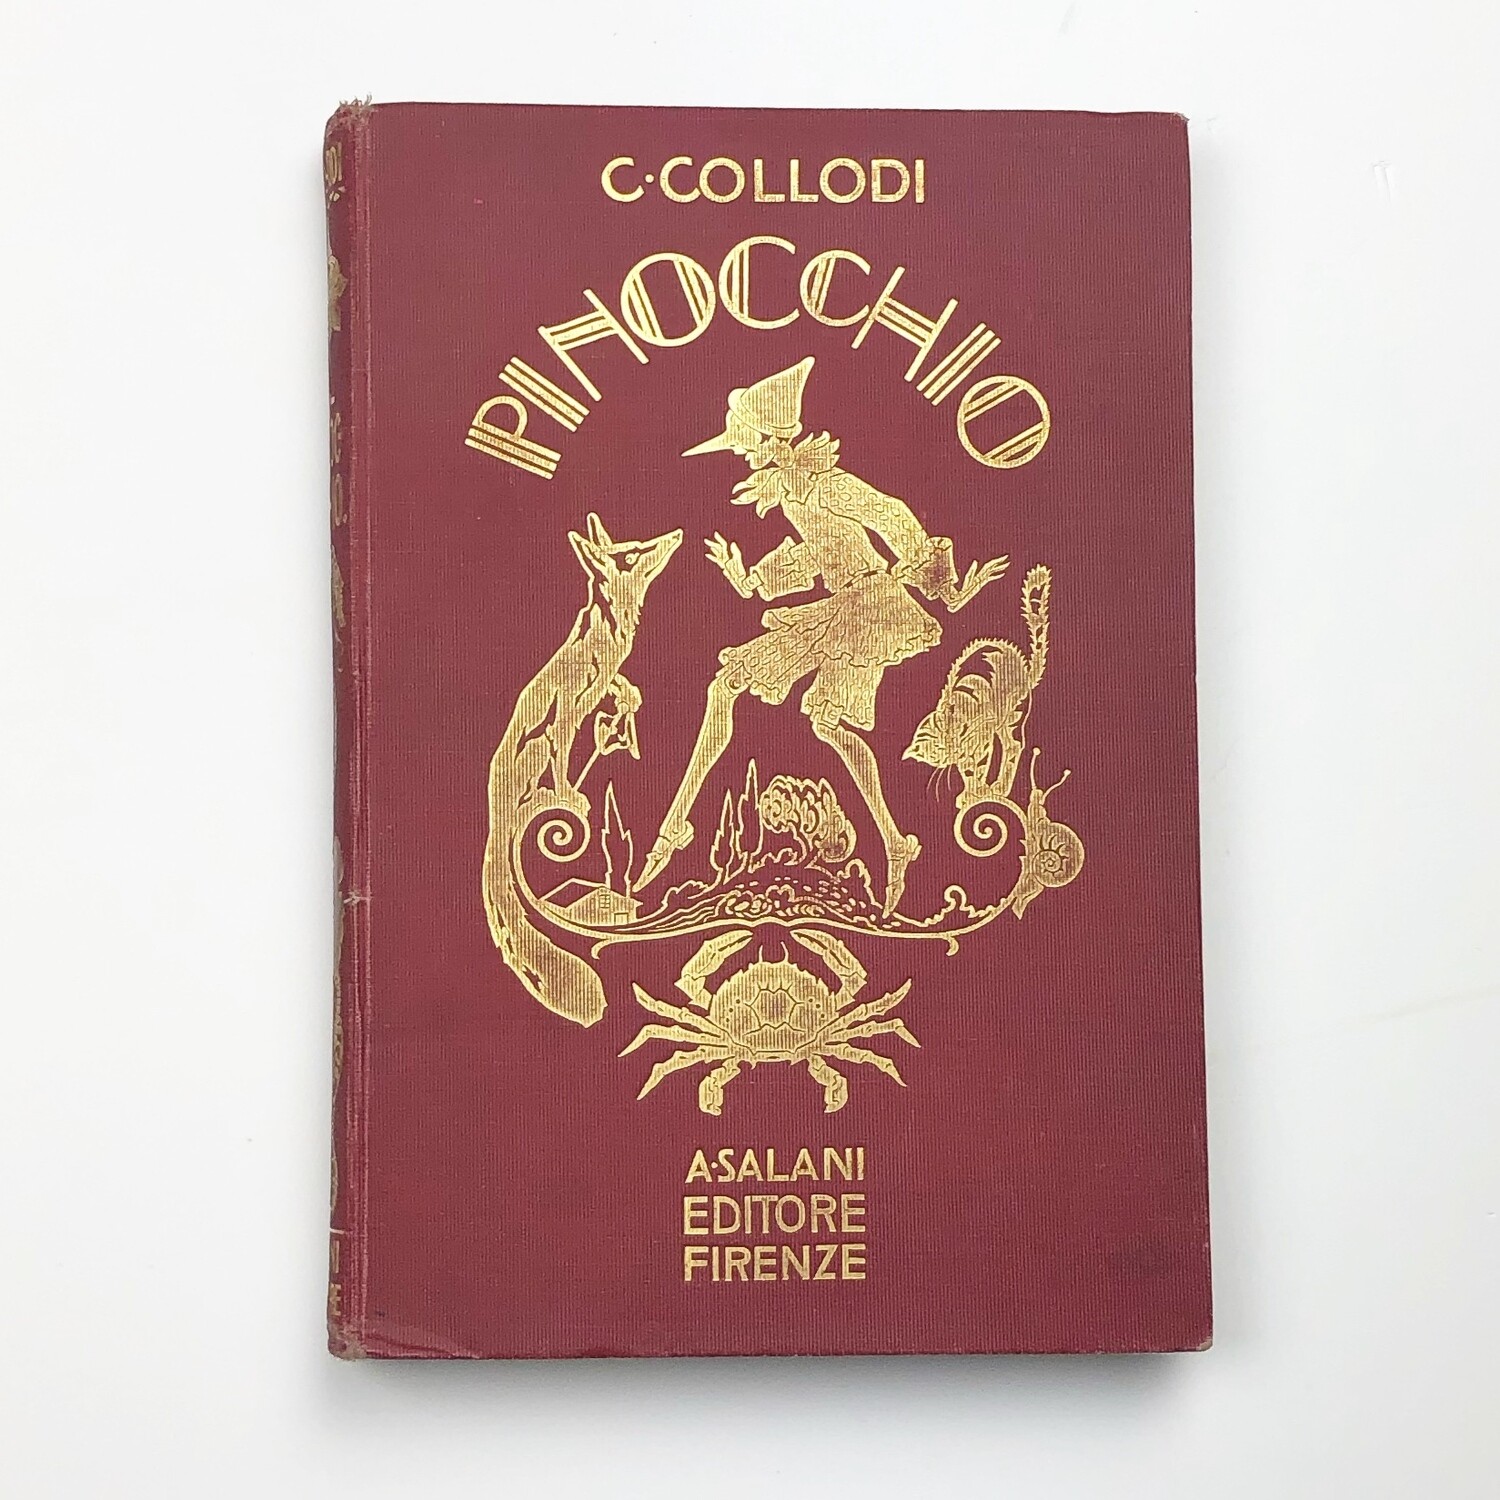 C·COLLODI
PINOCCHIO
A·SALANI
EDITORE
FIRENZE